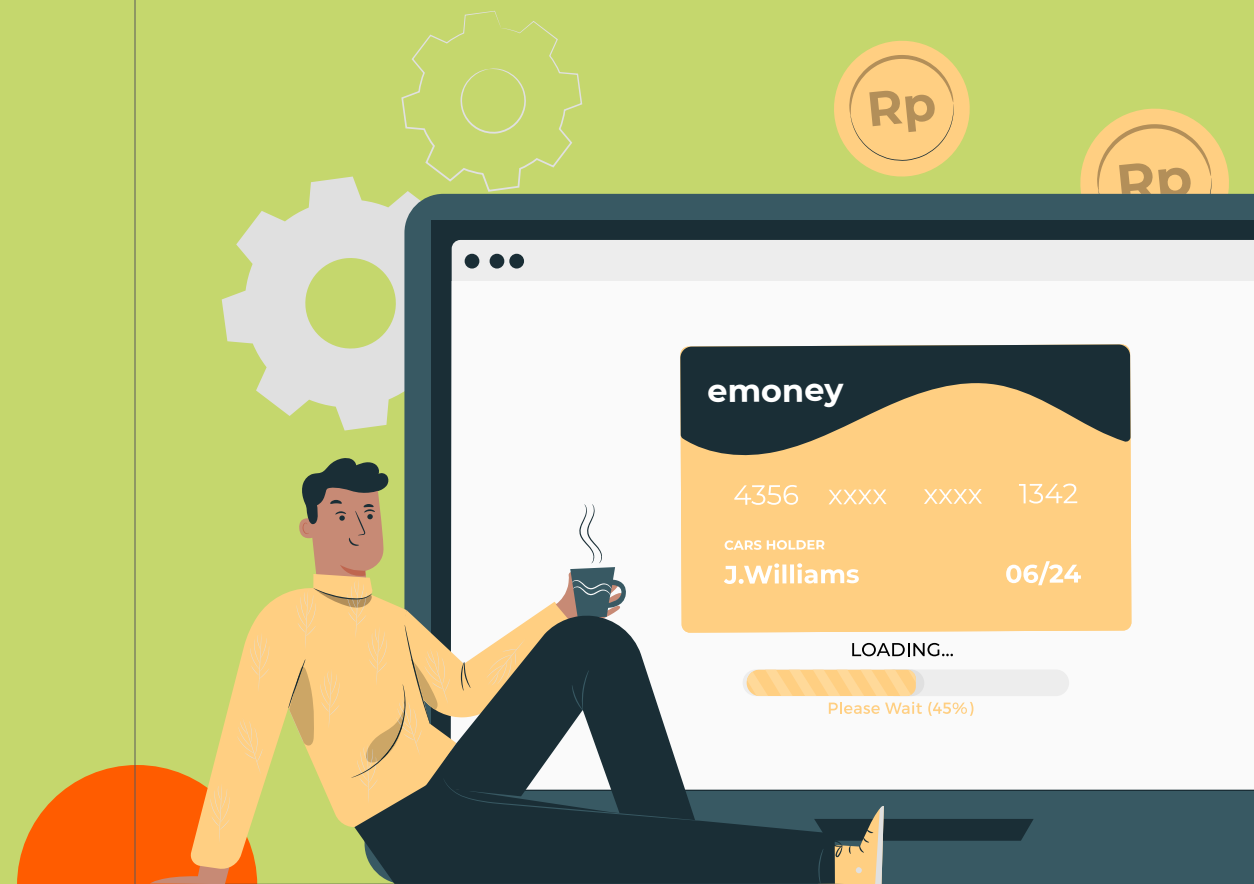 Rp
Rp
emoney
4356 xxxx xxxx 1342
CARS HOLDER
J.Williams 06/24
LOADING...
Please Wait (45%)